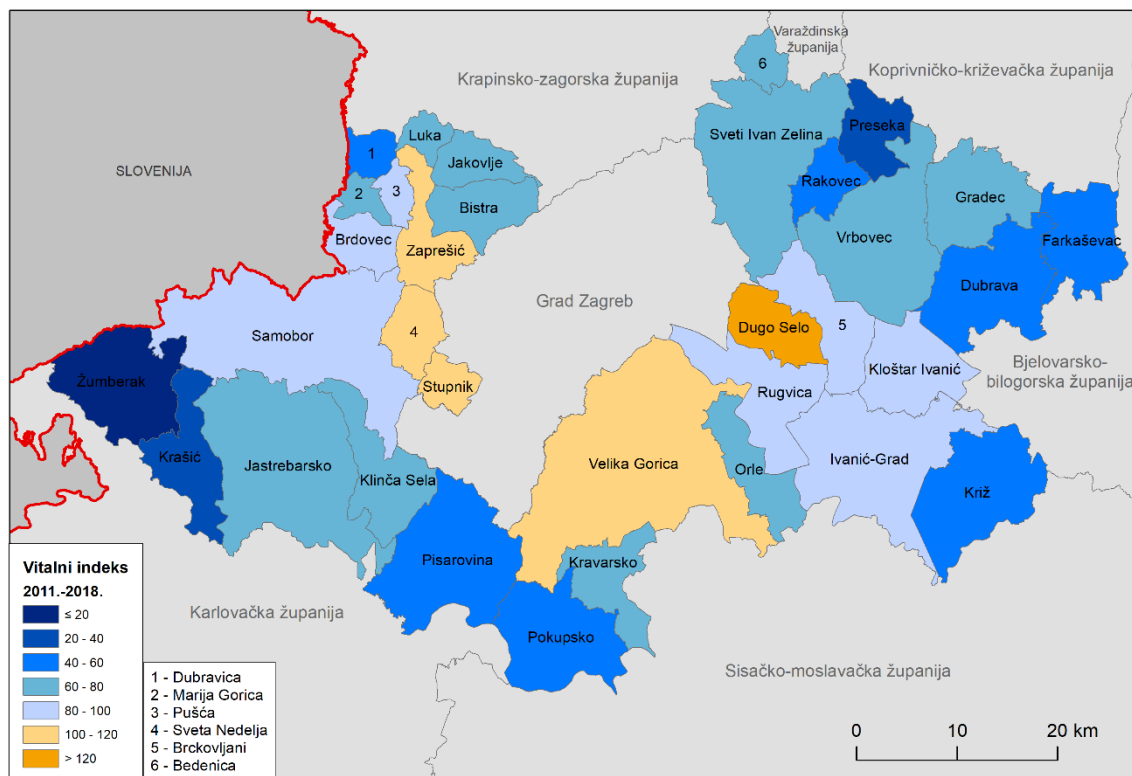 Varaždinska
županija
Krapinsko-zagorska županija
Koprivničko-križevačka županija
6
Luka
Preseka
Sveti Ivan Zelina
1
Jakovlje
SLOVENIJA
Rakovec
2
3
Gradec
Bistra
Vrbovec
Brdovec
Farkaševac
Zaprešić
Dubrava
Grad Zagreb
4
Dugo Selo
5
Samobor
Bjelovarsko-
bilogorska županija
Kloštar Ivanić
Žumberak
Stupnik
Rugvica
Krašić
Jastrebarsko
Klinča Sela
Velika Gorica
Orle
Ivanić-Grad
Križ
Pisarovina
Kravarsko
Karlovačka županija
Pokupsko
Sisačko-moslavačka županija
Vitalni indeks
2011.-2018.
≤ 20
20 - 40
40 - 60
60 - 80
80 - 100
100 - 120
> 120
1 - Dubravica
2 - Marija Gorica
3 - Pušća
4 - Sveta Nedelja
5 - Brckovljani
6 - Bedenica
0 10 20 km